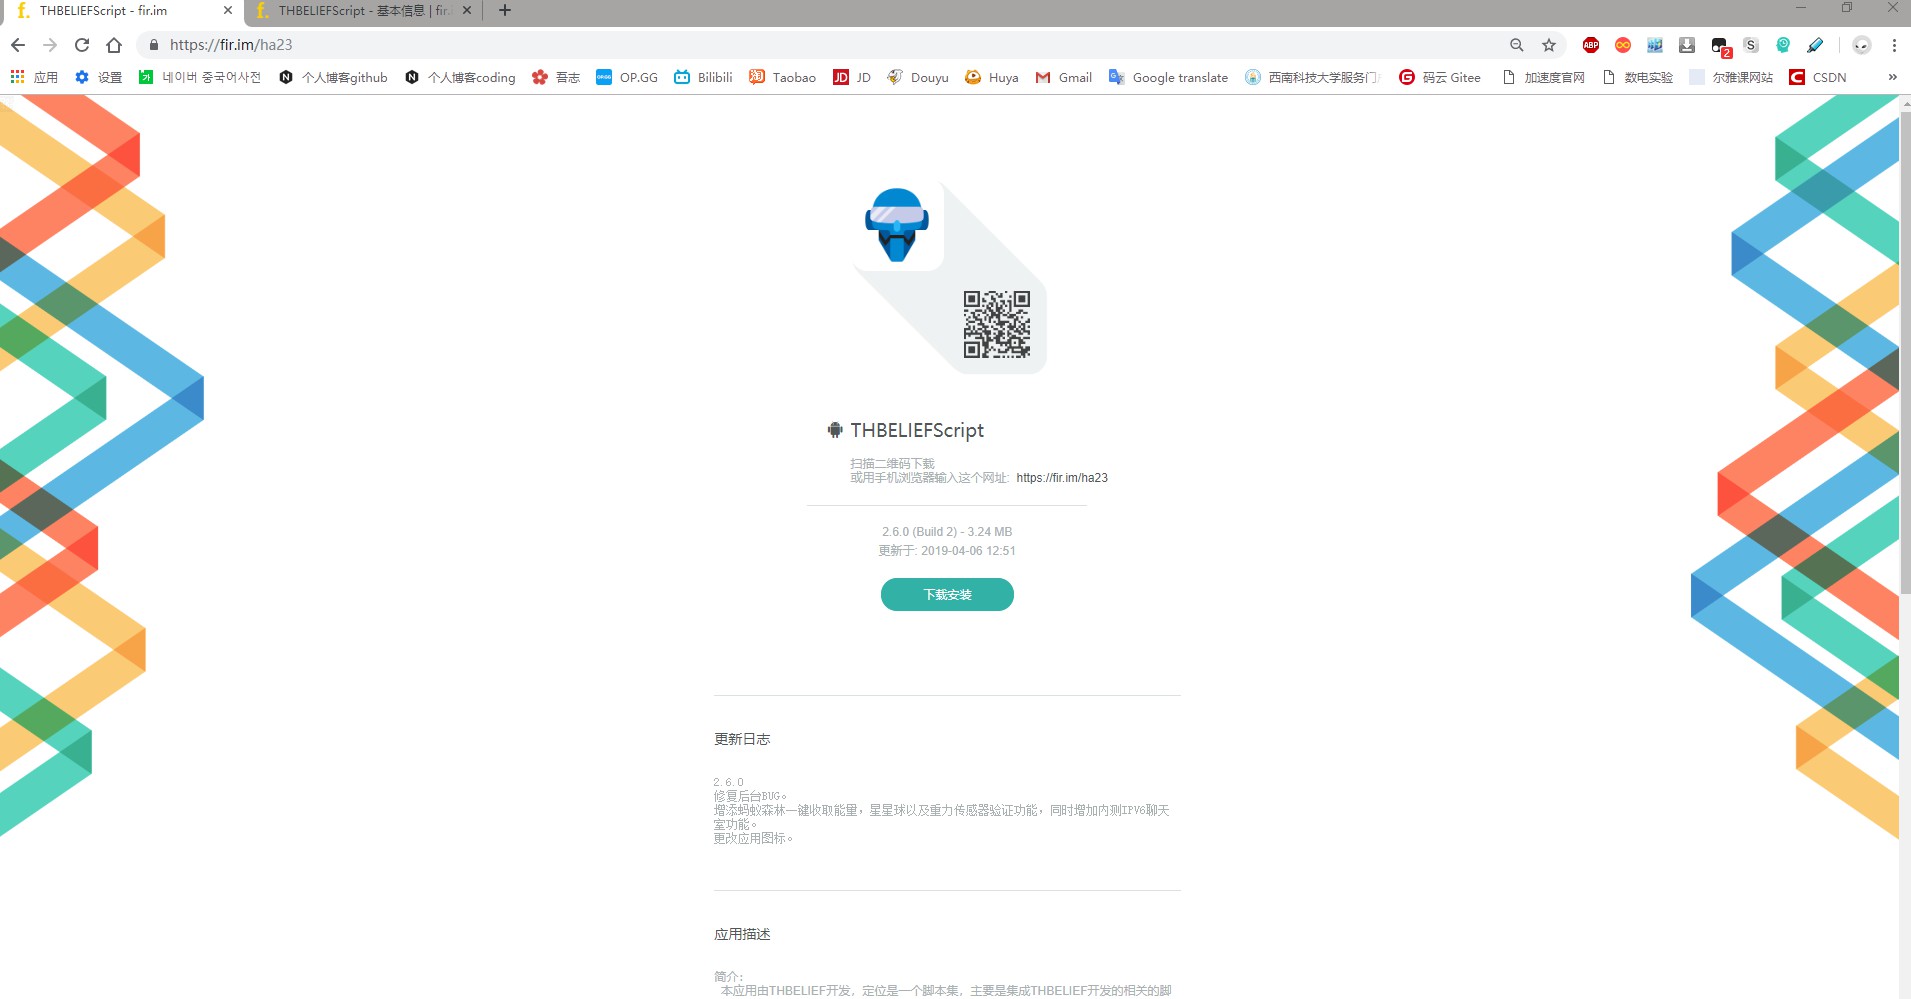 THBELIEFScript - fir.im
THBELIEFScript - 基本信息 | fir.i
https://fir.im/ha23
ABP
2
S
应用
设置
네이버 중국어사전
个人博客github
个人博客coding
吾志
OP.GG
Bilibili
淘
Taobao
JD
JD
Douyu
Huya
Gmail
Google translate
西南科技大学服务门户
码云 Gitee
加速度官网
数电实验
尔雅课网站
CSDN
THBELIEFScript
扫描二维码下载
或用手机浏览器输入这个网址: https://fir.im/ha23
2.6.0 (Build 2) - 3.24 MB
更新于: 2019-04-06 12:51
下载安装
更新日志
2.6.0
修复后台BUG。
增添蚂蚁森林一键收取能量，星星球以及重力传感器验证功能，同时增加内测IPV6聊天
室功能。
更改应用图标。
应用描述
简介：
本应用由THBELIEF开发，定位是一个脚本集，主要是集成THBELIEF开发的相关的脚